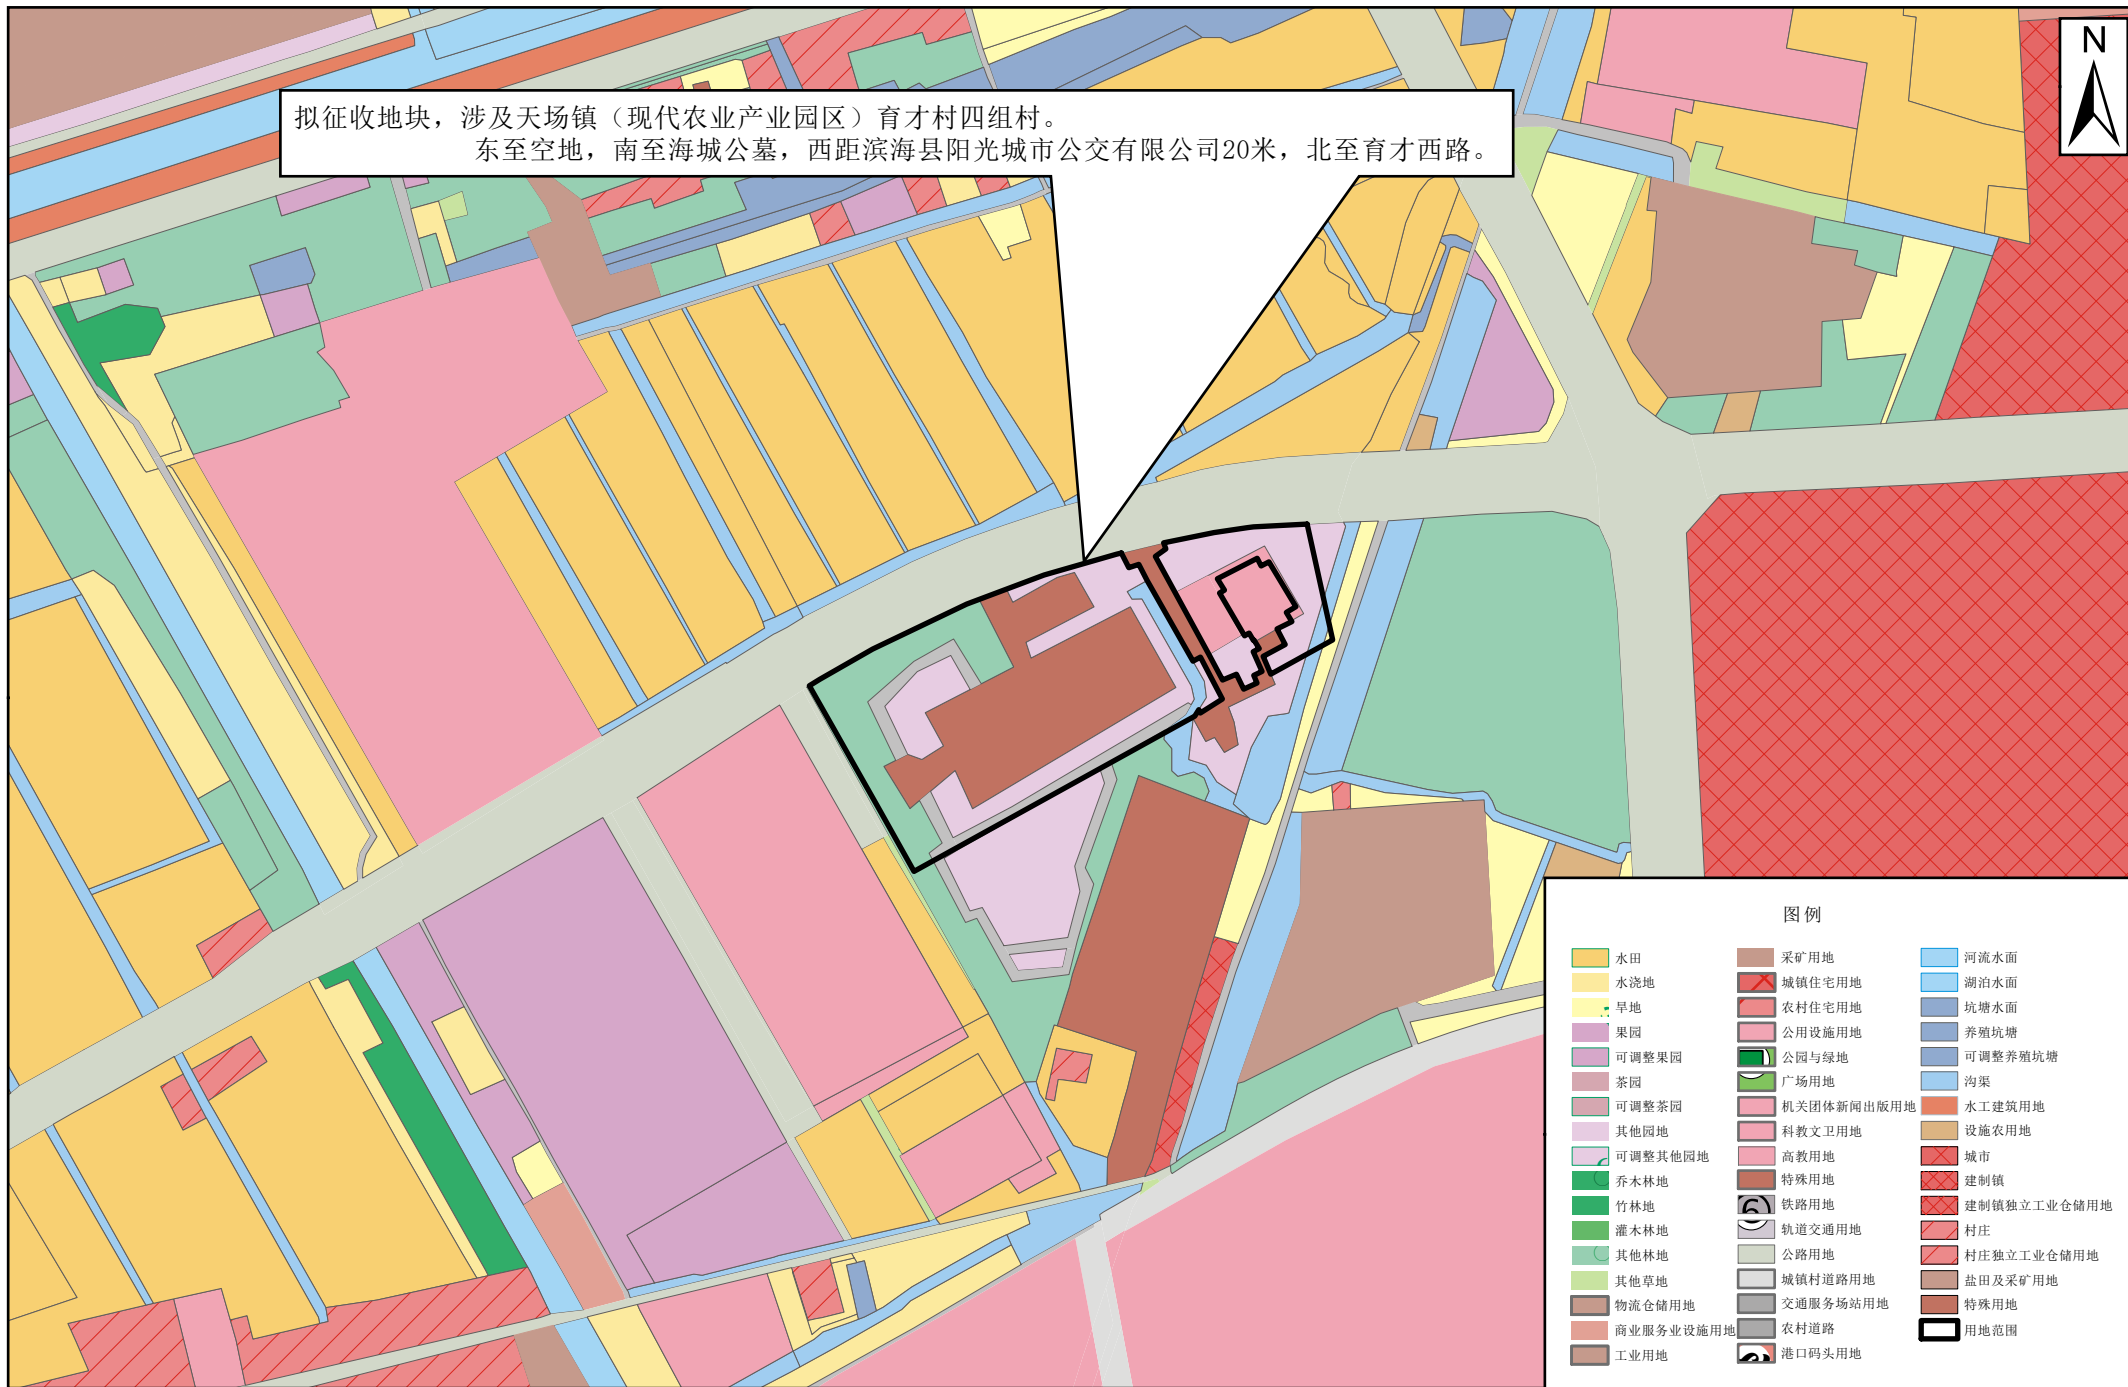 N
拟征收地块，涉及天场镇（现代农业产业园区）育才村四组村。
东至空地，南至海城公墓，西距滨海县阳光城市公交有限公司20米，北至育才西路。
图例
水田
水浇地
旱地
果园
可调整果园
茶园
可调整茶园
其他园地
可调整其他园地
乔木林地
竹林地
灌木林地
其他林地
其他草地
物流仓储用地
商业服务业设施用地
工业用地
采矿用地
城镇住宅用地
农村住宅用地
公用设施用地
公园与绿地
广场用地
机关团体新闻出版用地
科教文卫用地
高教用地
特殊用地
铁路用地
轨道交通用地
公路用地
城镇村道路用地
交通服务场站用地
农村道路
港口码头用地
河流水面
湖泊水面
坑塘水面
养殖坑塘
可调整养殖坑塘
沟渠
水工建筑用地
设施农用地
城市
建制镇
建制镇独立工业仓储用地
村庄
村庄独立工业仓储用地
盐田及采矿用地
特殊用地
用地范围